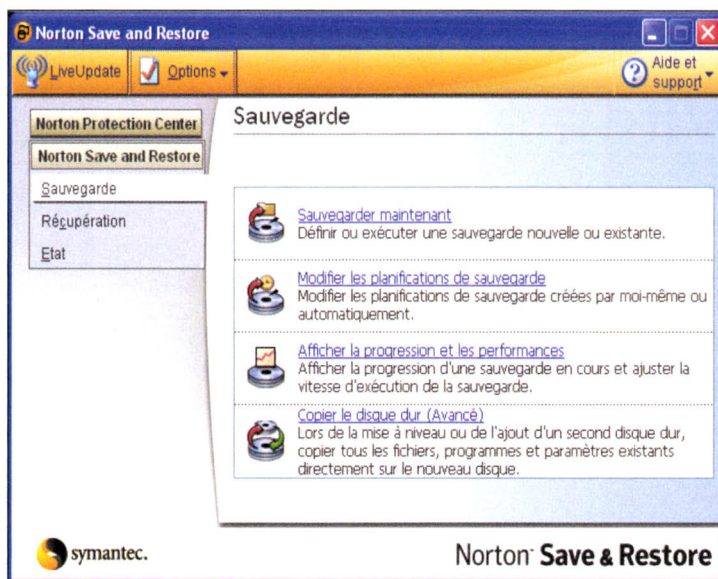 Norton Save and Restore
LiveUpdate
Options
Aide et
support
Norton Protection Center
Norton Save and Restore
Sauvegarde
Récupération
Etat
Sauvegarde
Sauvegarder maintenant
Définir ou exécuter une sauvegarde nouvelle ou existante.
Modifier les planifications de sauvegarde
Modifier les planifications de sauvegarde créées par moi-même ou
automatiquement.
Afficher la progression et les performances
Afficher la progression d'une sauvegarde en cours et ajuster la
vitesse d'exécution de la sauvegarde.
Copier le disque dur (Avancé)
Lors de la mise à niveau ou de l'ajout d'un second disque dur,
copier tous les fichiers, programmes et paramètres existants
directement sur le nouveau disque.
symantec.
Norton Save & Restore